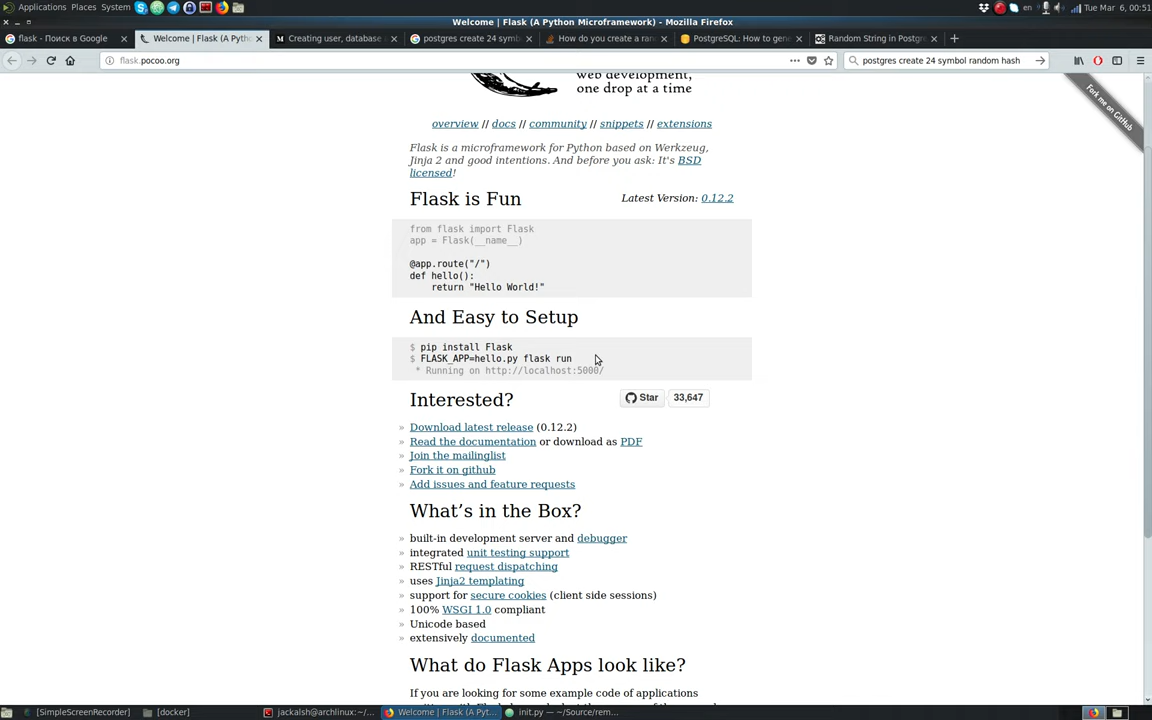 Applications Places System
en Tue Mar 6, 00:51
Welcome | Flask (A Python Microframework) - Mozilla Firefox
flask - Поиск в Google
Welcome | Flask (A Pyth
Creating user, database
postgres create 24 symb
How do you create a ran
PostgreSQL: How to gene
Random String in Postgr
flask.pocoo.org
postgres create 24 symbol random hash
web development,
one drop at a time
Fork me on GitHub
overview // docs // community // snippets // extensions
Flask is a microframework for Python based on Werkzeug,
Jinja 2 and good intentions. And before you ask: It's BSD
licensed!
Flask is Fun
Latest Version: 0.12.2
from flask import Flask
app = Flask(__name__)
@app.route("/")
def hello():
return "Hello World!"
And Easy to Setup
$ pip install Flask
$ FLASK_APP=hello.py flask run
* Running on http://localhost:5000/
Interested?
Star 33,647
» Download latest release (0.12.2)
» Read the documentation or download as PDF
» Join the mailinglist
» Fork it on github
» Add issues and feature requests
What's in the Box?
» built-in development server and debugger
» integrated unit testing support
» RESTful request dispatching
» uses Jinja2 templating
» support for secure cookies (client side sessions)
» 100% WSGI 1.0 compliant
» Unicode based
» extensively documented
What do Flask Apps look like?
If you are looking for some example code of applications
[SimpleScreenRecorder]
[docker]
jackalsh@archlinux:~/...
Welcome | Flask (A Pyt...
init.py — ~/Source/rem...